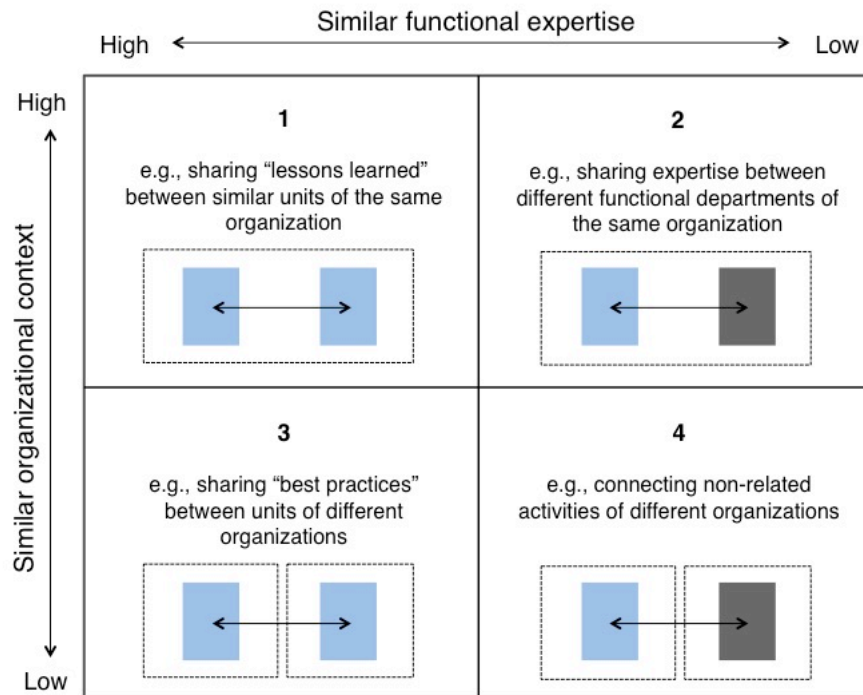 Similar functional expertise
High
Low
High
Similar organizational context
Low
1
e.g., sharing “lessons learned”
between similar units of the same
organization
2
e.g., sharing expertise between
different functional departments of
the same organization
3
e.g., sharing “best practices”
between units of different
organizations
4
e.g., connecting non-related
activities of different organizations